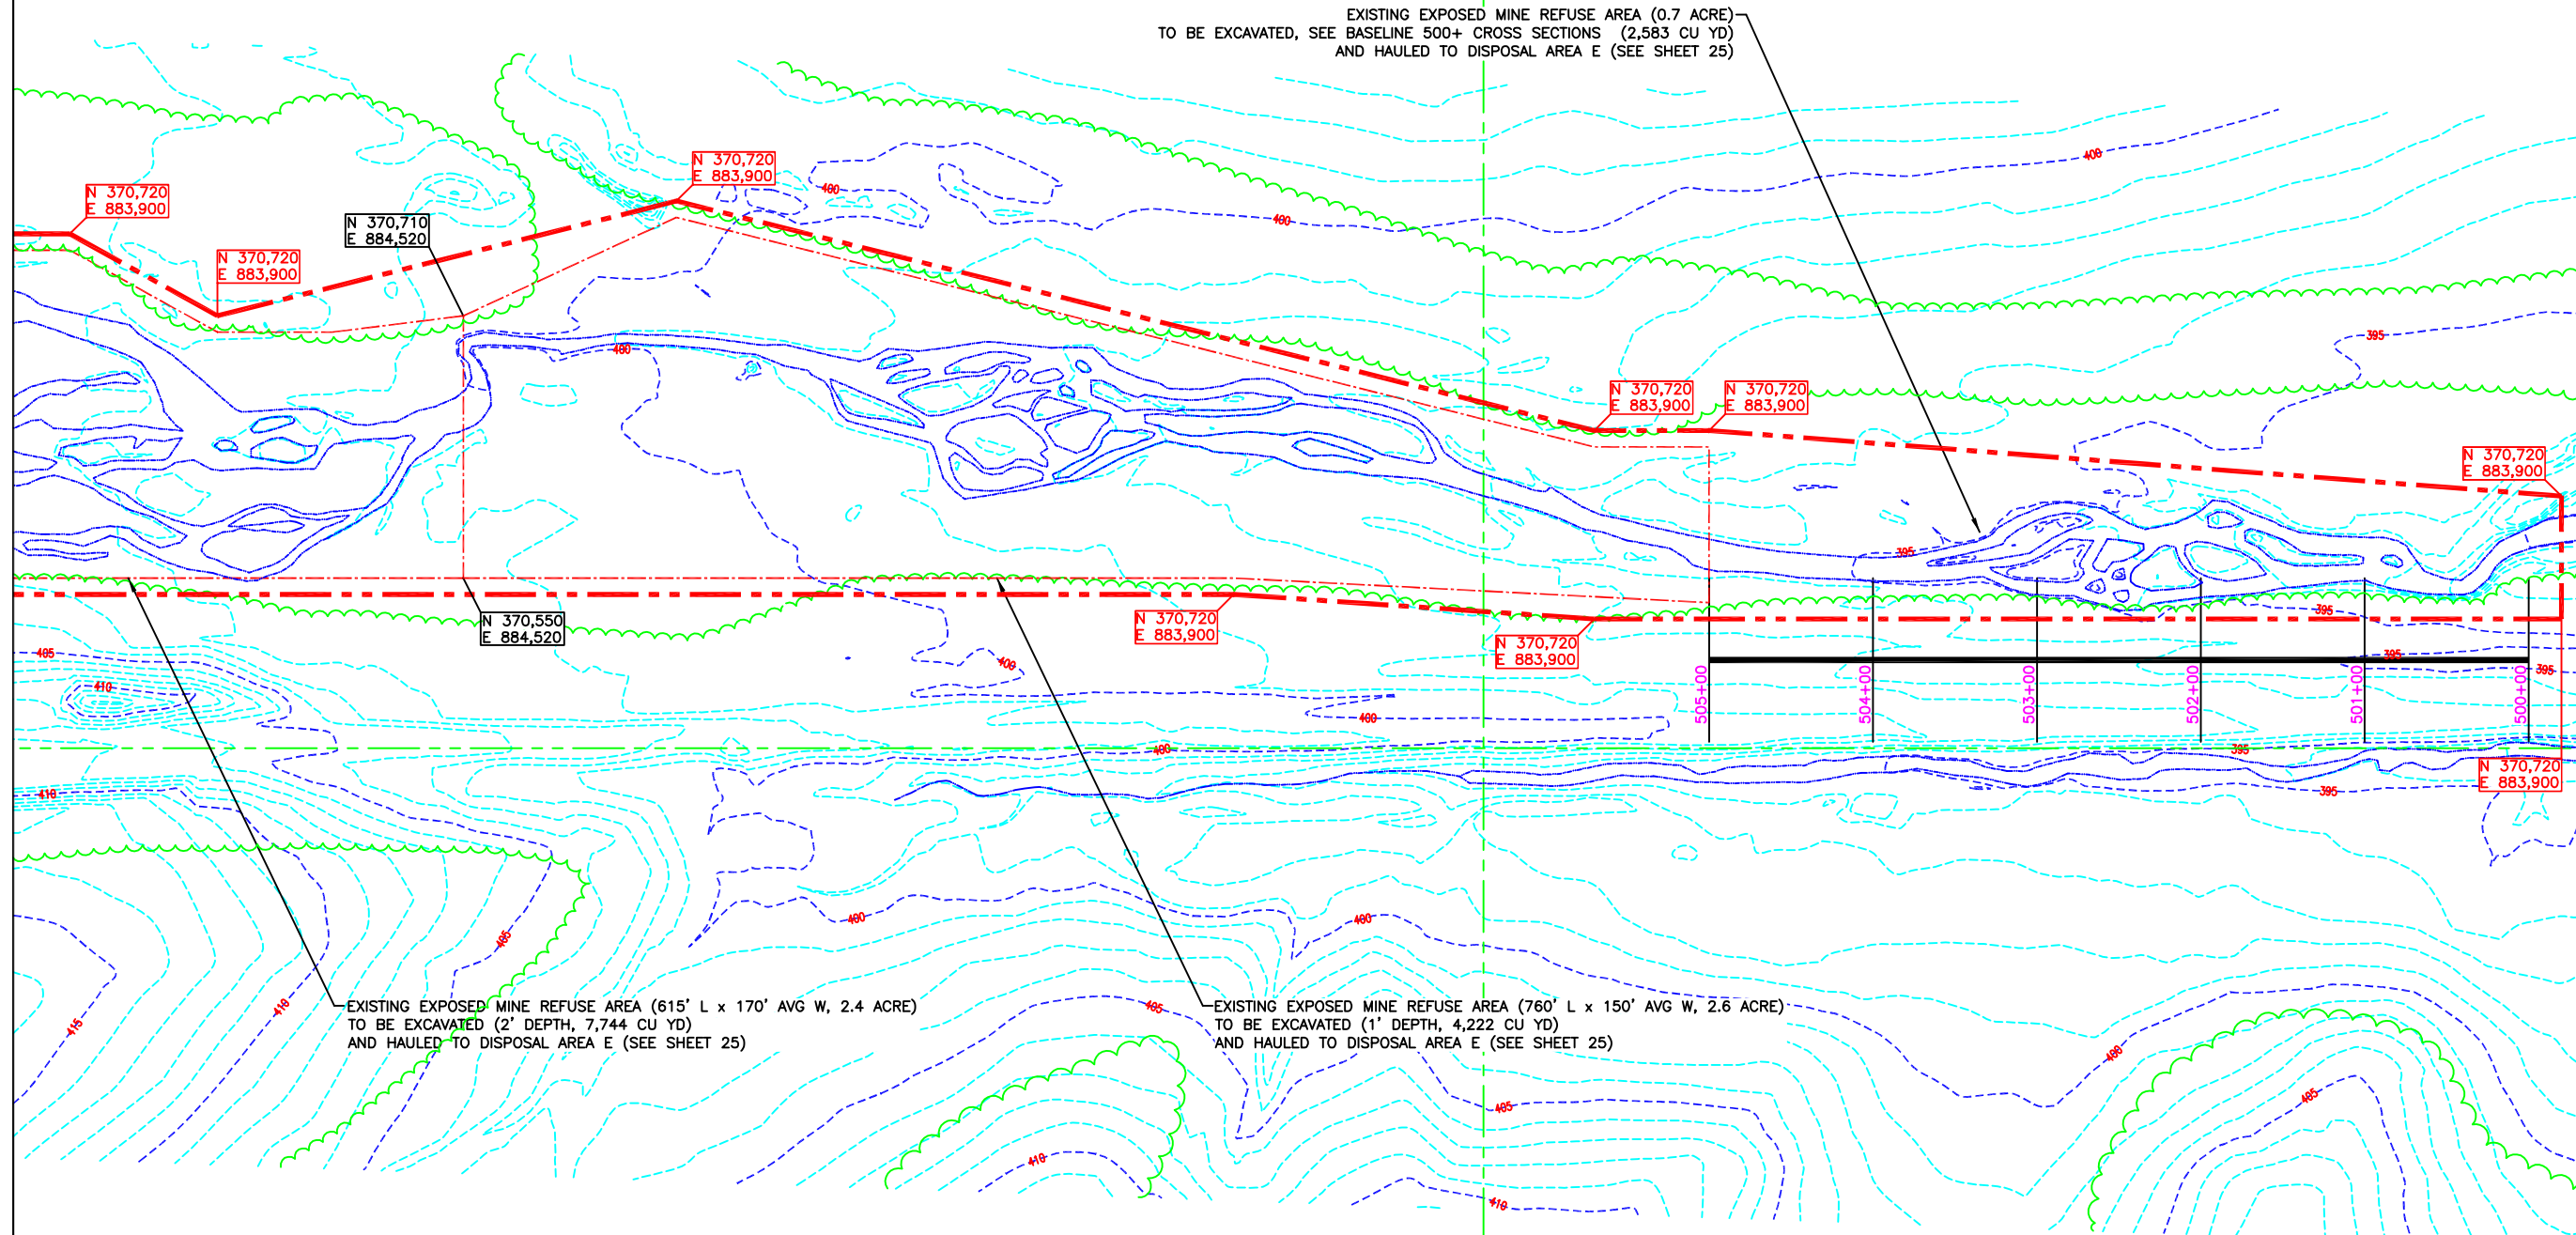 EXISTING EXPOSED MINE REFUSE AREA (0.7 ACRE)
TO BE EXCAVATED, SEE BASELINE 500+ CROSS SECTIONS (2,583 CU YD)
AND HAULED TO DISPOSAL AREA E (SEE SHEET 25)
400
N 370,720
E 883,900
400
N 370,720
E 883,900
N 370,710
E 884,520
400
N 370,720
E 883,900
395
400
N 370,720
E 883,900
N 370,720
E 883,900
N 370,720
E 883,900
395
N 370,550
E 884,520
N 370,720
E 883,900
395
N 370,720
E 883,900
405
400
395
395
410
505+00
504+00
503+00
502+00
501+00
500+00
400
400
395
N 370,720
E 883,900
410
395
400
400
405
EXISTING EXPOSED MINE REFUSE AREA (615' L x 170' AVG W, 2.4 ACRE)
TO BE EXCAVATED (2' DEPTH, 7,744 CU YD)
AND HAULED TO DISPOSAL AREA E (SEE SHEET 25)
405
EXISTING EXPOSED MINE REFUSE AREA (760' L x 150' AVG W, 2.6 ACRE)
TO BE EXCAVATED (1' DEPTH, 4,222 CU YD)
AND HAULED TO DISPOSAL AREA E (SEE SHEET 25)
410
415
400
405
405
410
410